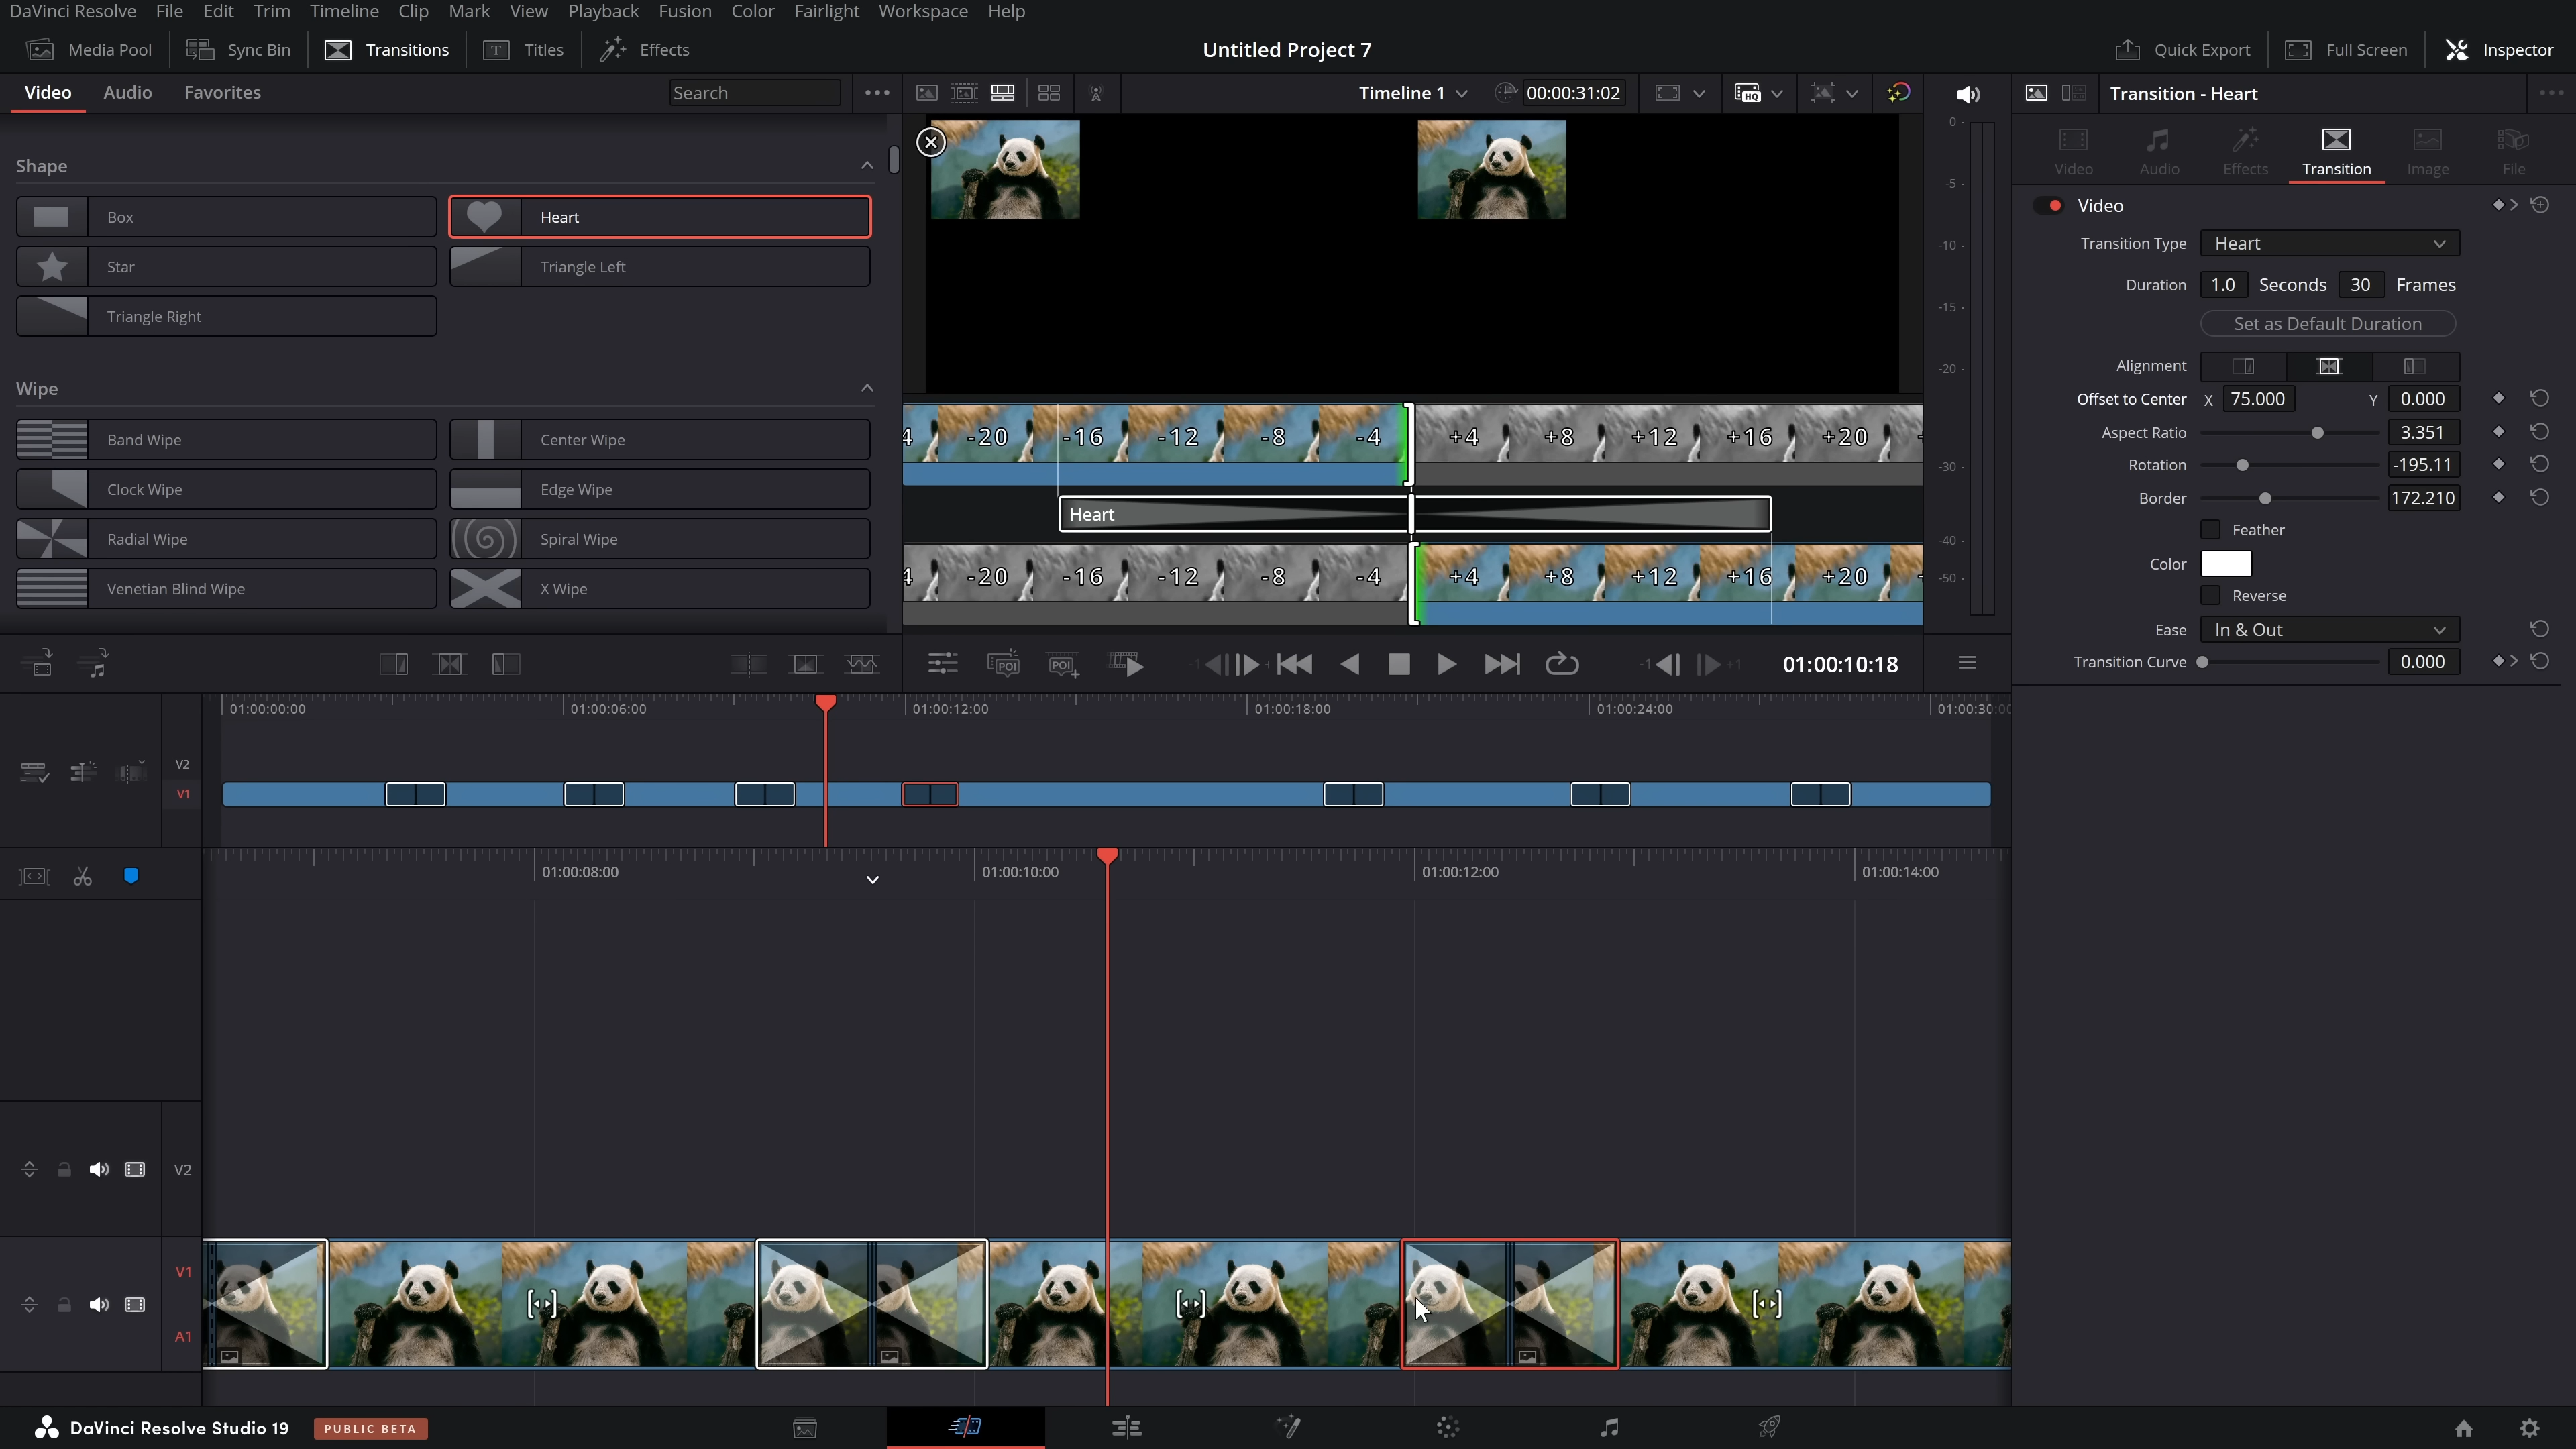 DaVinci Resolve File Edit Trim Timeline Clip Mark View Playback Fusion Color Fairlight Workspace Help
Media Pool Sync Bin Transitions Titles Effects Untitled Project 7 Quick Export Full Screen Inspector
Video Audio Favorites Search Timeline 1 00:00:31:02 Transition - Heart
Shape
Box Heart
Star Triangle Left
Triangle Right
Wipe
Band Wipe Center Wipe
Clock Wipe Edge Wipe
Radial Wipe Spiral Wipe
Venetian Blind Wipe X Wipe
4 -20 -16 -12 -8 -4 +4 +8 +12 +16 +20
Heart
4 -20 -16 -12 -8 -4 +4 +8 +12 +16 +20
0 -
-5 -
-10 -
-15 -
-20 -
-30 -
-40 -
-50 -
Video Audio Effects Transition Image File
Video
Transition Type Heart
Duration 1.0 Seconds 30 Frames
Set as Default Duration
Alignment
Offset to Center X 75.000 Y 0.000
Aspect Ratio 3.351
Rotation -195.11
Border 172.210
Feather
Color
Reverse
Ease In & Out
Transition Curve 0.000
POI POI -1 -1 +1 01:00:10:18
01:00:00:00 01:00:06:00 01:00:12:00 01:00:18:00 01:00:24:00 01:00:30:00
V2
V1
01:00:08:00 01:00:10:00 01:00:12:00 01:00:14:00
V2
V1
A1
DaVinci Resolve Studio 19 PUBLIC BETA